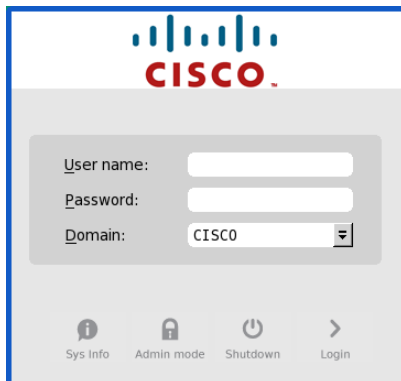 CISCO
User name:
Password:
Domain: CISCO
Sys Info Admin mode Shutdown Login